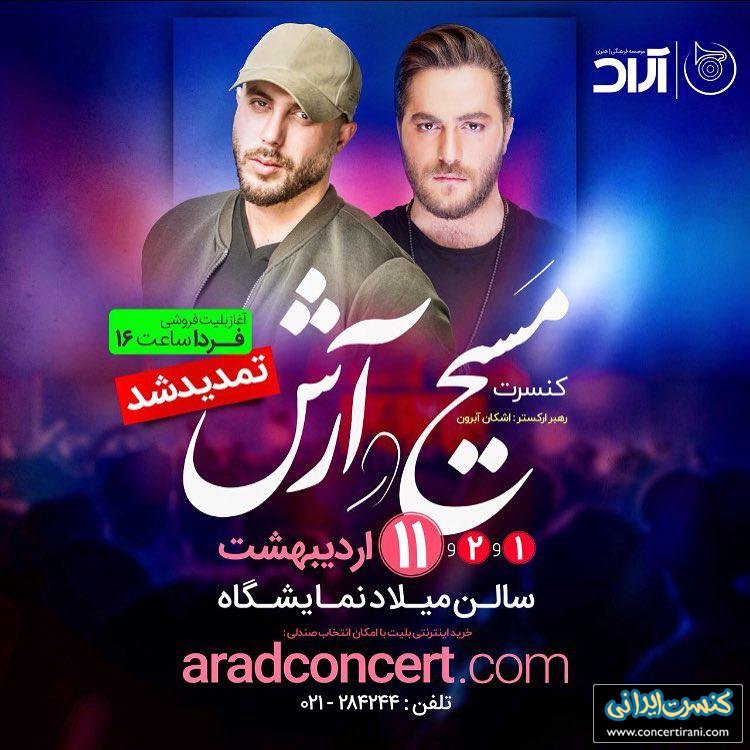 موسسه فرهنگی | هنری
آراد
مسیح
و آرش
کنسرت
رهبر ارکستر : اشکان آبرون
آغاز بلیت فروشی
فردا ساعت ۱۶
تمدید شد
۱ و ۲ و ۱۱ اردیبهشت
سالن میلاد نمایشگاه
خرید اینترنتی بلیت با امکان انتخاب صندلی :
aradconcert.com
تلفن : ۲۸۴۲۴۴ - ۰۲۱
کنسرت ایرانی
www.concertirani.com